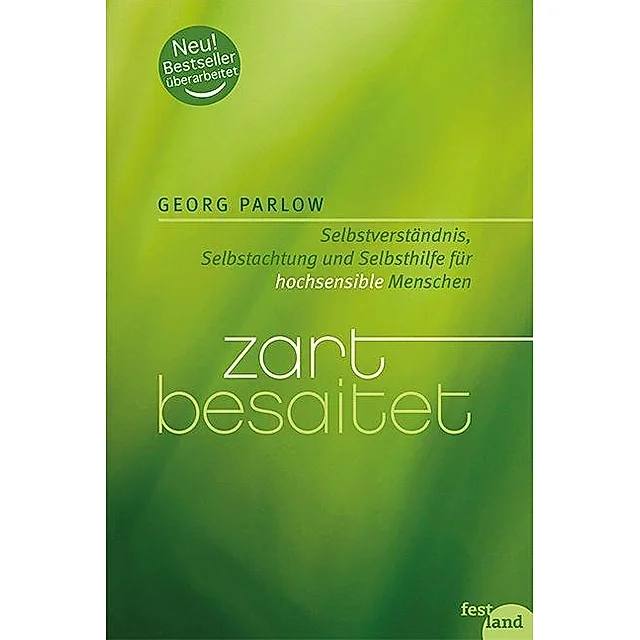 Neu!
Bestseller
überarbeitet
GEORG PARLOW
Selbstverständnis,
Selbstachtung und Selbsthilfe für
hochsensible Menschen
zart
besaitet
fest
land